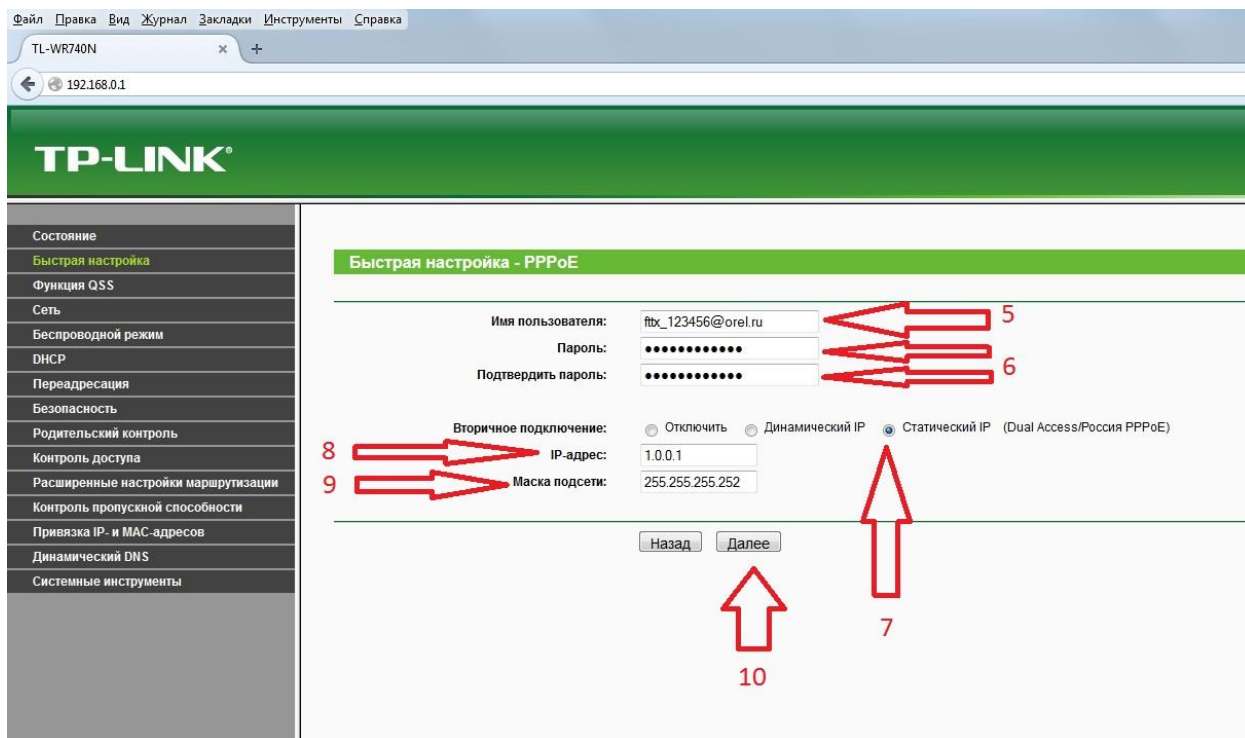 Файл Правка Вид Журнал Закладки Инструменты Справка
TL-WR740N × +
192.168.0.1
TP-LINK®
Состояние
Быстрая настройка
Функция QSS
Сеть
Беспроводной режим
DHCP
Переадресация
Безопасность
Родительский контроль
Контроль доступа
Расширенные настройки маршрутизации
Контроль пропускной способности
Привязка IP- и MAC-адресов
Динамический DNS
Системные инструменты
Быстрая настройка - PPPoE
Имя пользователя: fttx_123456@orel.ru 5
Пароль: ●●●●●●●●●●●●
6
Подтвердить пароль: ●●●●●●●●●●●●
Вторичное подключение: Отключить Динамический IP Статический IP (Dual Access/Россия PPPoE)
8 IP-адрес: 1.0.0.1
9 Маска подсети: 255.255.255.252
Назад Далее
7
10